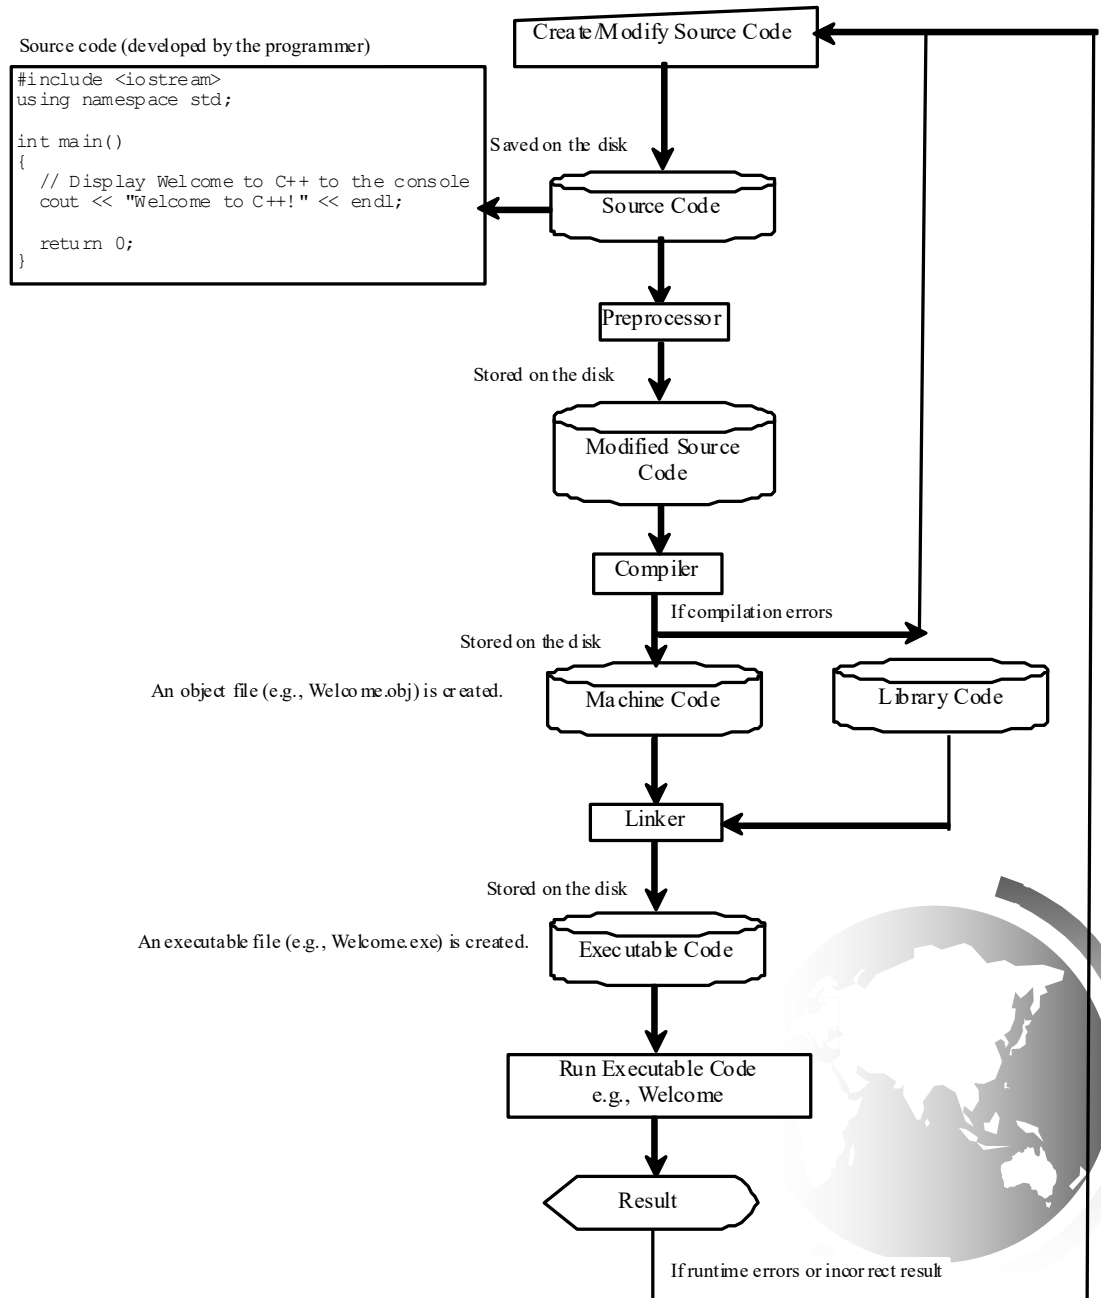 Create/Modify Source Code
Source code (developed by the programmer)
#include <iostream>
using namespace std;
int main()
{
// Display Welcome to C++ to the console
cout << "Welcome to C++!" << endl;
return 0;
}
Saved on the disk
Source Code
Preprocessor
Stored on the disk
Modified Source
Code
Compiler
If compilation errors
Stored on the disk
An object file (e.g., Welcome.obj) is created.
Machine Code
Library Code
Linker
Stored on the disk
An executable file (e.g., Welcome.exe) is created.
Executable Code
Run Executable Code
e.g., Welcome
Result
If runtime errors or incorrect result